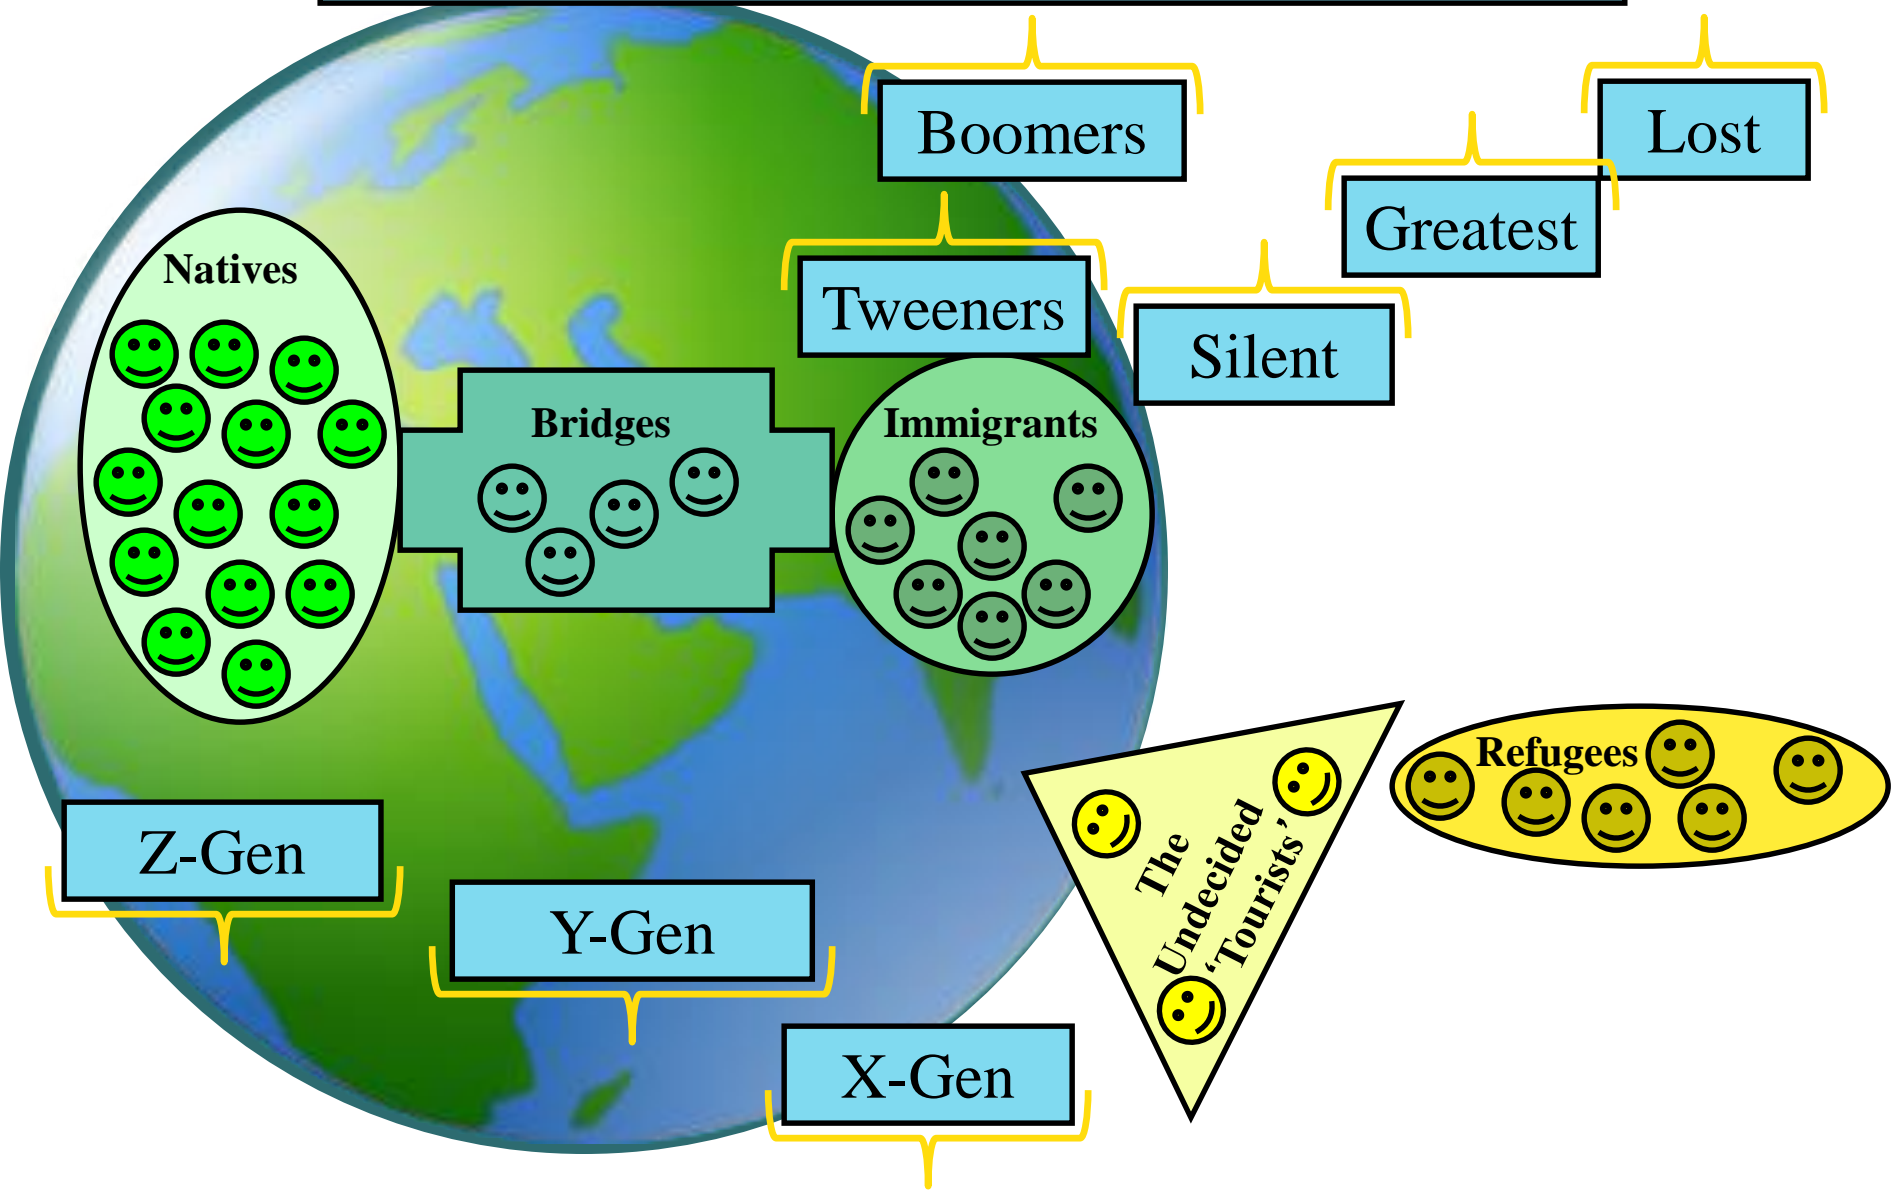 Boomers
Lost
Greatest
Natives
Tweeners
Silent
Bridges
Immigrants
Refugees
The
Undecided
‘Tourists’
Z-Gen
Y-Gen
X-Gen